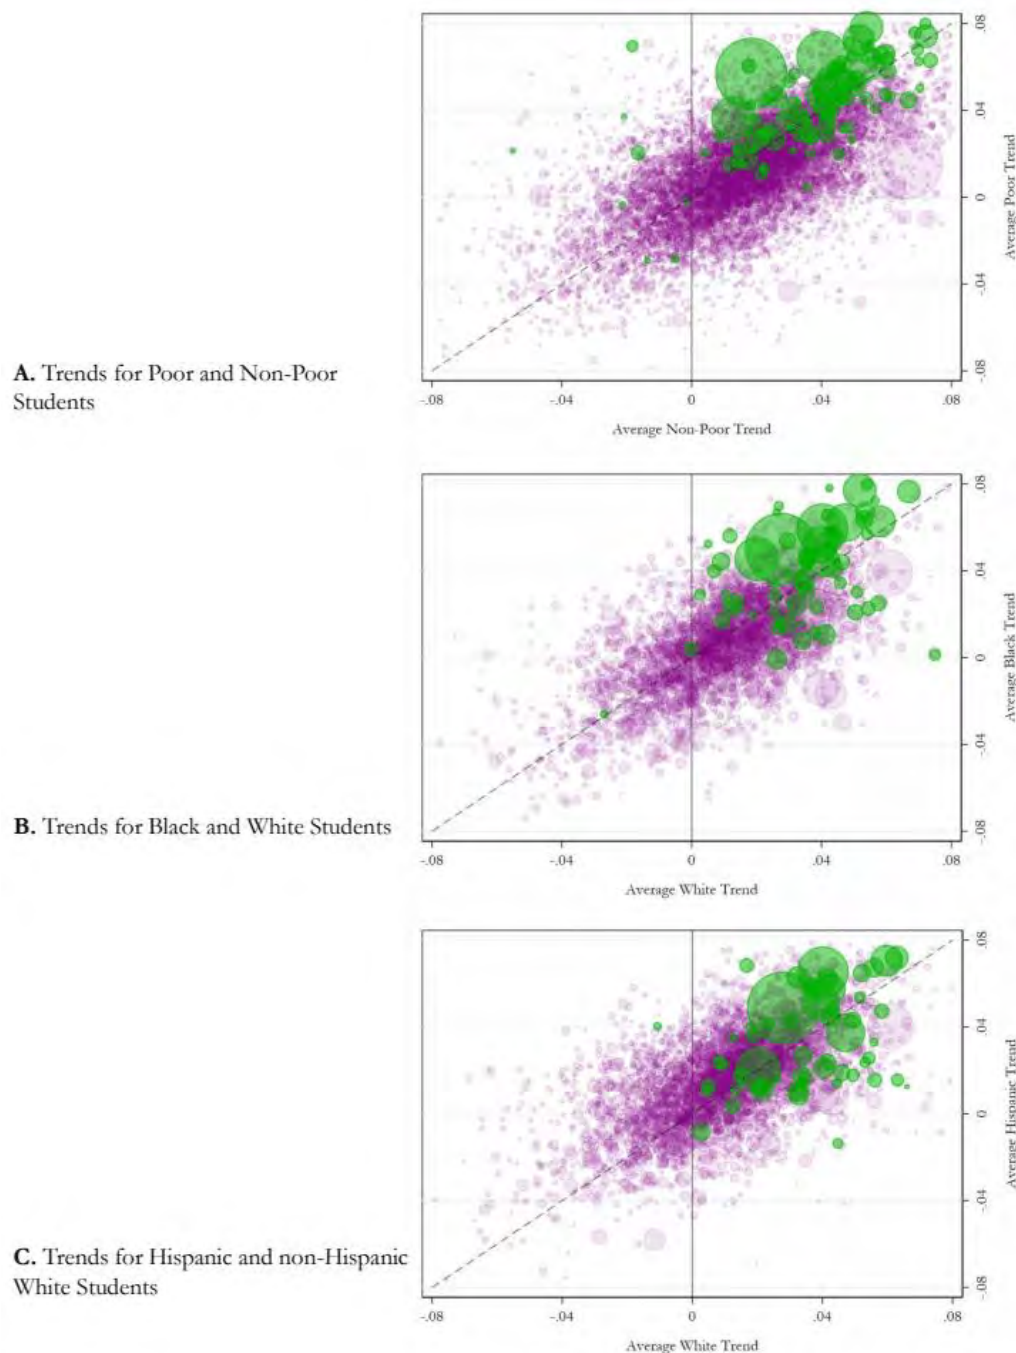 .08
.04
0
-.04
-.08
Average Poor Trend
-.08
-.04
0
.04
.08
Average Non-Poor Trend
A. Trends for Poor and Non-Poor
Students
.08
.04
0
-.04
-.08
Average Black Trend
-.08
-.04
0
.04
.08
Average White Trend
B. Trends for Black and White Students
.08
.04
0
-.04
-.08
Average Hispanic Trend
-.08
-.04
0
.04
.08
Average White Trend
C. Trends for Hispanic and non-Hispanic
White Students